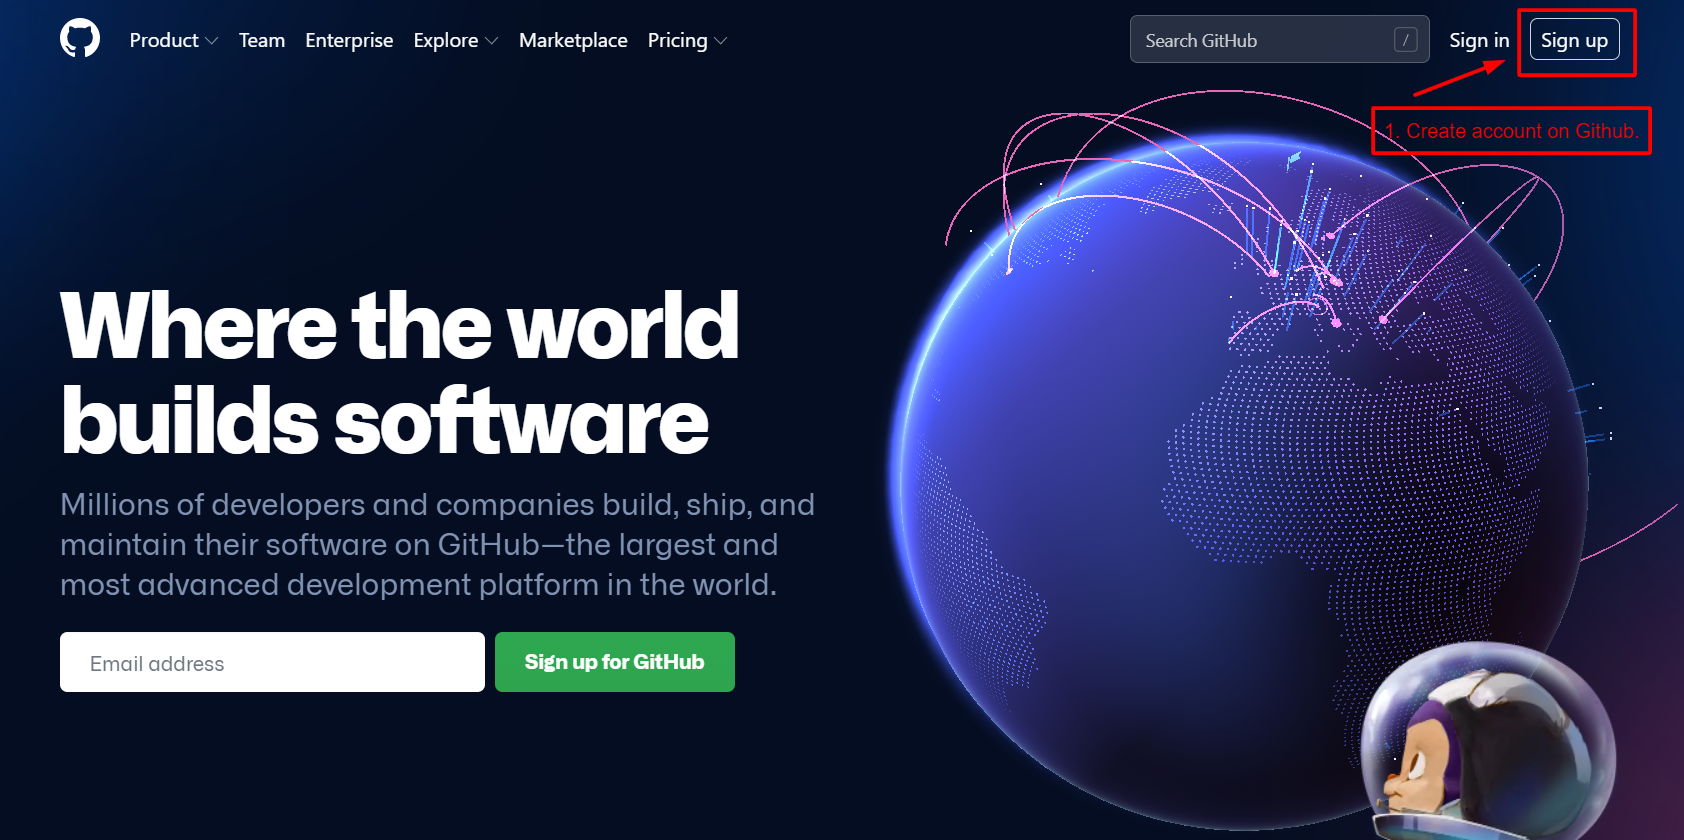 Product Team Enterprise Explore Marketplace Pricing Search GitHub / Sign in Sign up
1. Create account on Github.
Where the world
builds software
Millions of developers and companies build, ship, and
maintain their software on GitHub—the largest and
most advanced development platform in the world.
Email address Sign up for GitHub